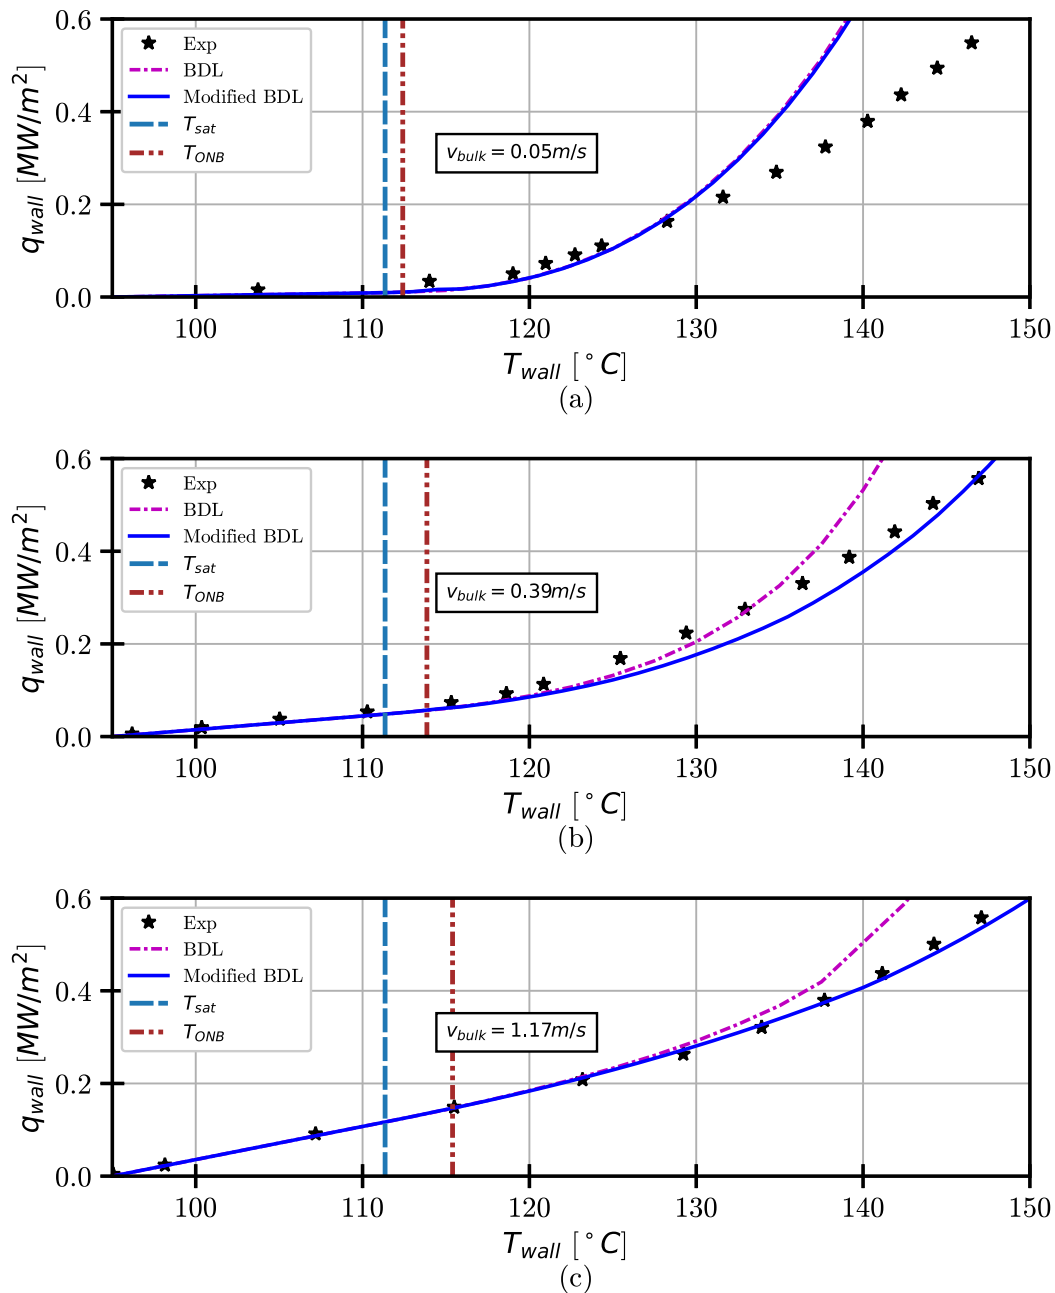 0.6
0.4
0.2
0.0
q_wall [MW/m²]
Exp
BDL
Modified BDL
T_sat
T_ONB
v_bulk = 0.05m/s
100 110 120 130 140 150
T_wall [°C]
(a)
0.6
0.4
0.2
0.0
q_wall [MW/m²]
Exp
BDL
Modified BDL
T_sat
T_ONB
v_bulk = 0.39m/s
100 110 120 130 140 150
T_wall [°C]
(b)
0.6
0.4
0.2
0.0
q_wall [MW/m²]
Exp
BDL
Modified BDL
T_sat
T_ONB
v_bulk = 1.17m/s
100 110 120 130 140 150
T_wall [°C]
(c)